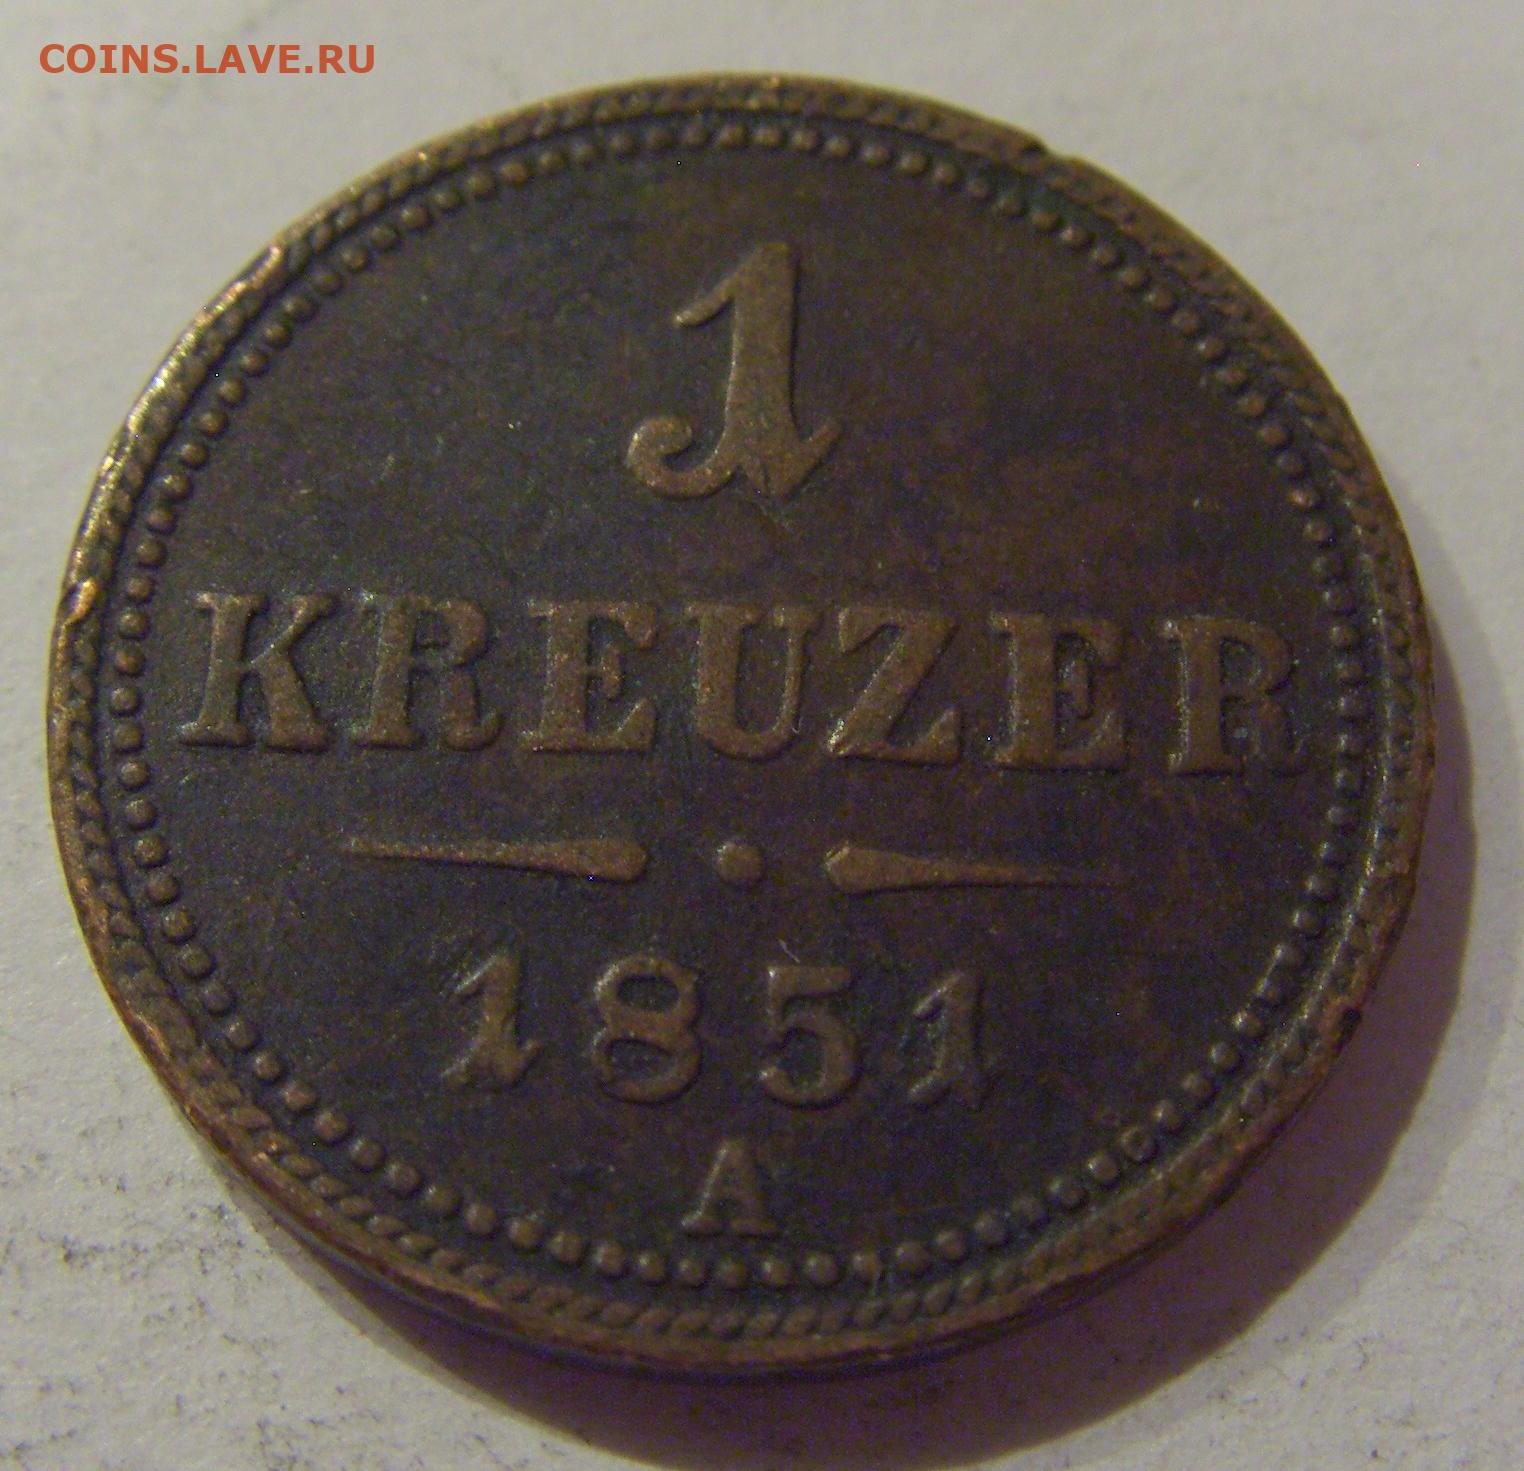 COINS.LAVE.RU
1
KREUZER
1851
A